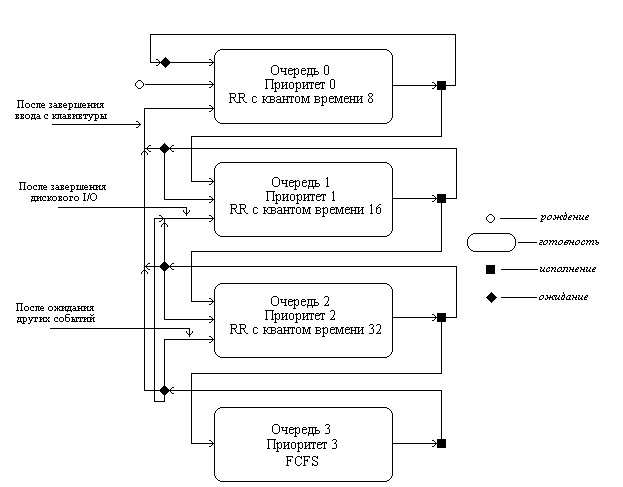 Очередь 0
Приоритет 0
RR с квантом времени 8
После завершения
ввода с клавиатуры
Очередь 1
Приоритет 1
RR с квантом времени 16
После завершения
дискового I/O
рождение
готовность
исполнение
ожидание
Очередь 2
Приоритет 2
RR с квантом времени 32
После ожидания
других событий
Очередь 3
Приоритет 3
FCFS